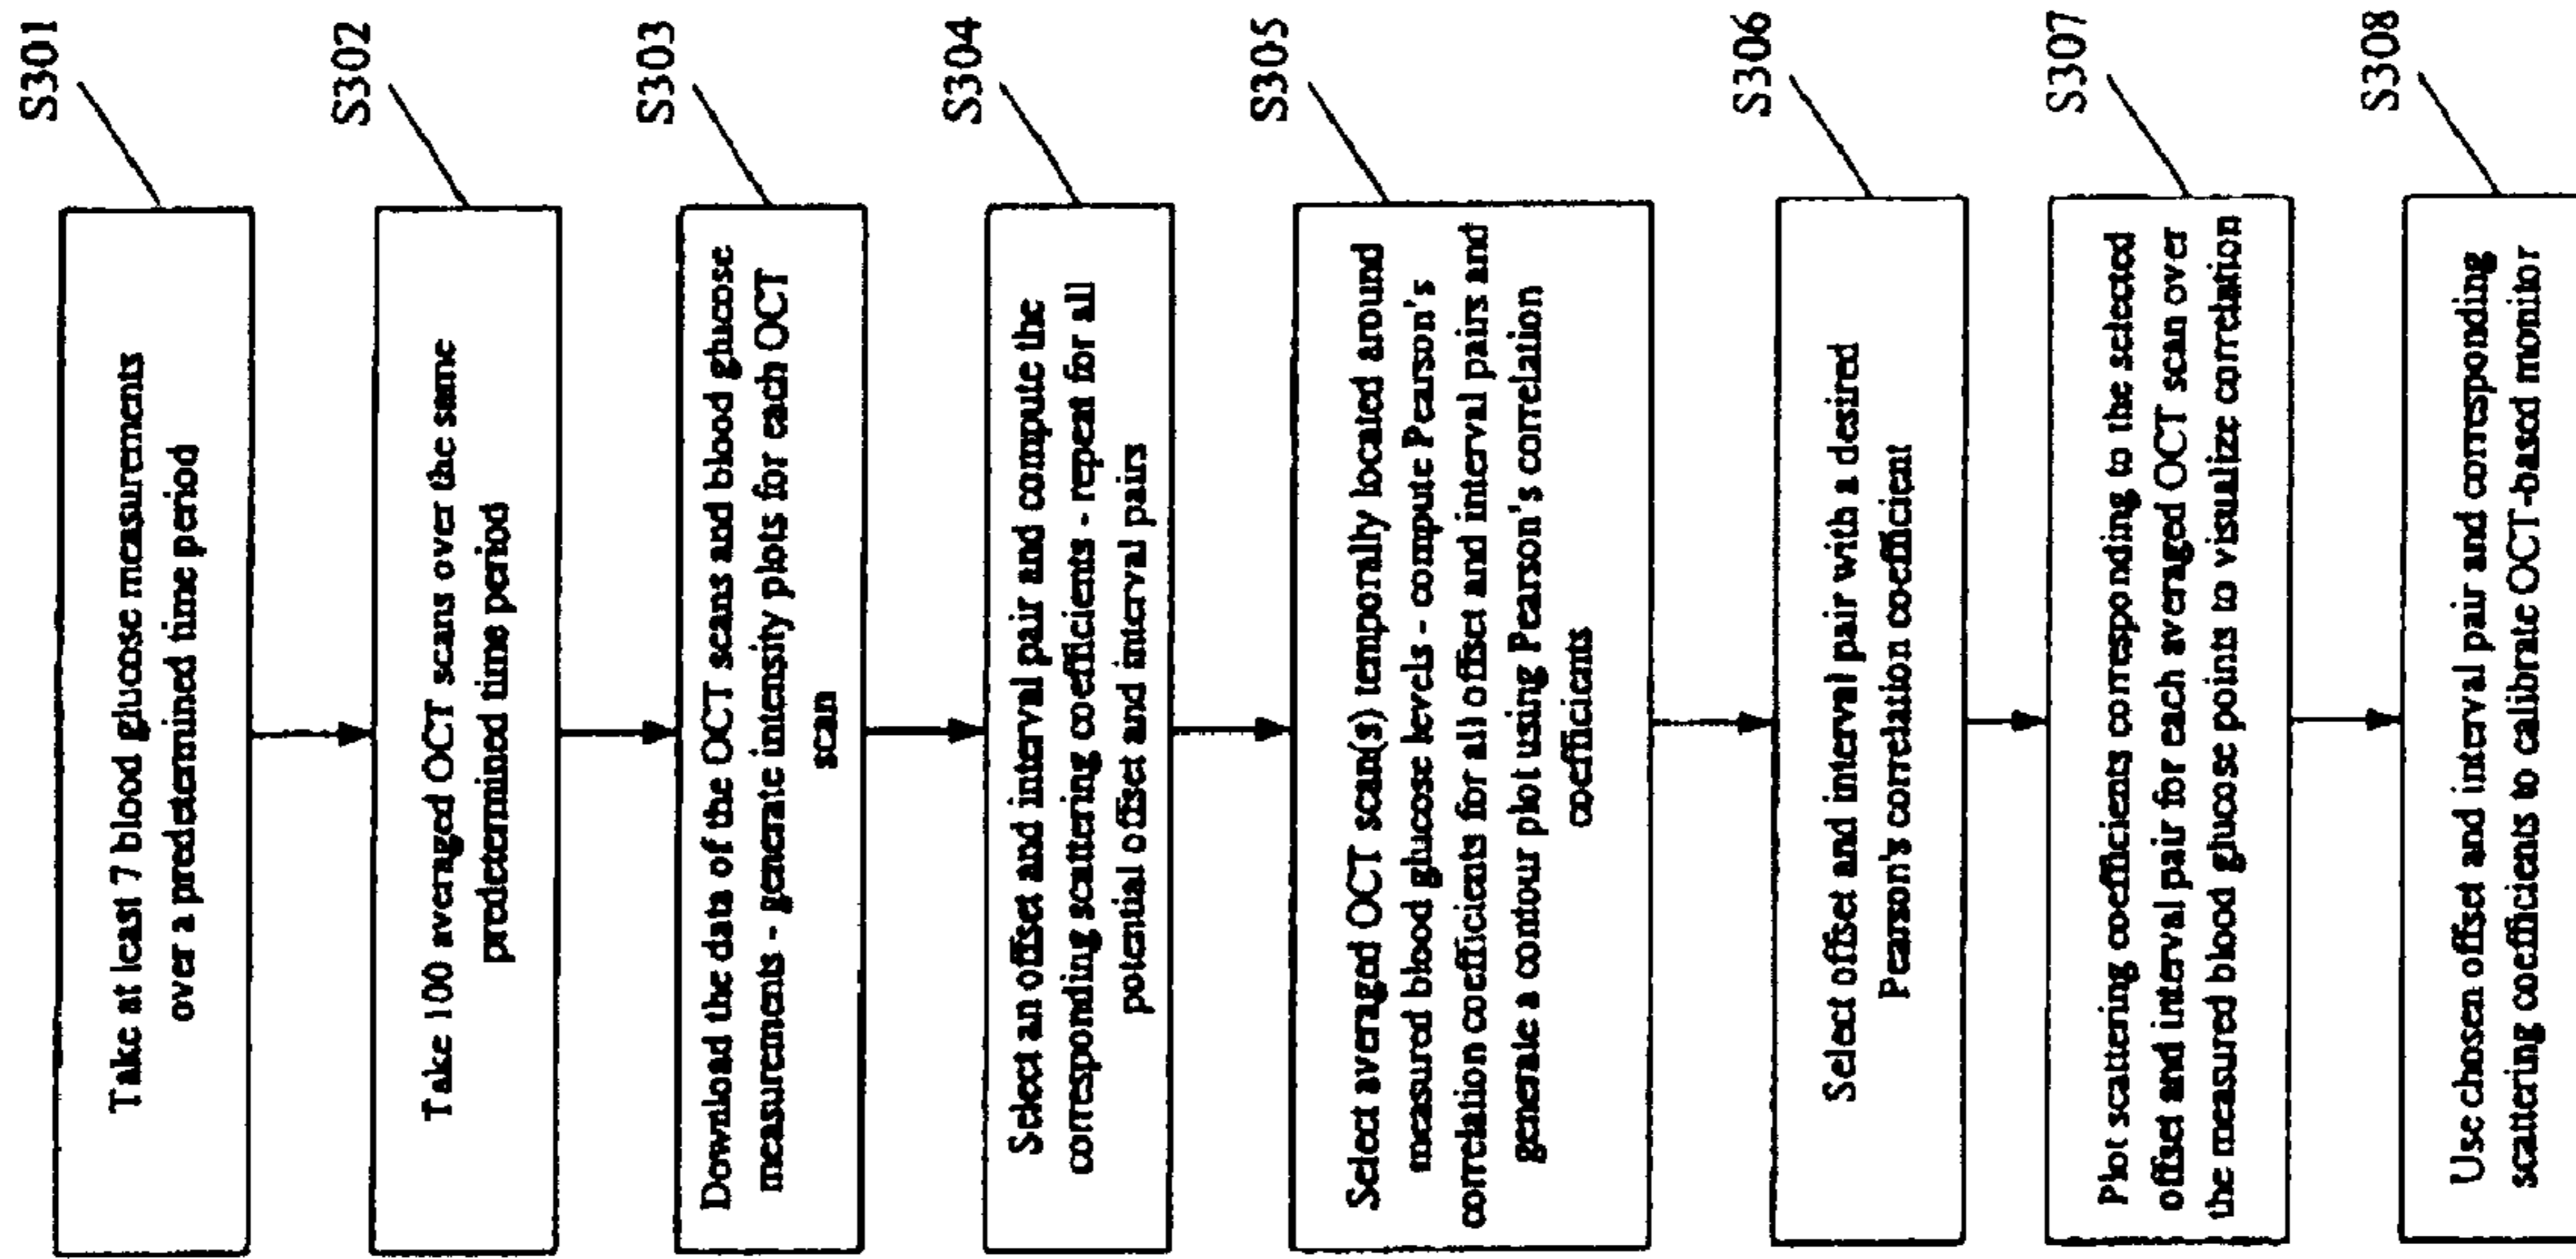 S301
Take at least 7 blood glucose measurements
over a predetermined time period
S302
Take 100 averaged OCT scans over the same
predetermined time period
S303
Download the data of the OCT scans and blood glucose
measurements - generate intensity plots for each OCT
scan
S304
Select an offset and interval pair and compute the
corresponding scattering coefficients - repeat for all
potential offset and interval pairs
S305
Select averaged OCT scan(s) temporally located around
measured blood glucose levels - compute Pearson's
correlation coefficients for all offset and interval pairs and
generate a contour plot using Pearson's correlation
coefficients
S306
Select offset and interval pair with a desired
Pearson's correlation coefficient
S307
Plot scattering coefficients corresponding to the selected
offset and interval pair for each averaged OCT scan over
the measured blood glucose points to visualize correlation
S308
Use chosen offset and interval pair and corresponding
scattering coefficients to calibrate OCT-based monitor